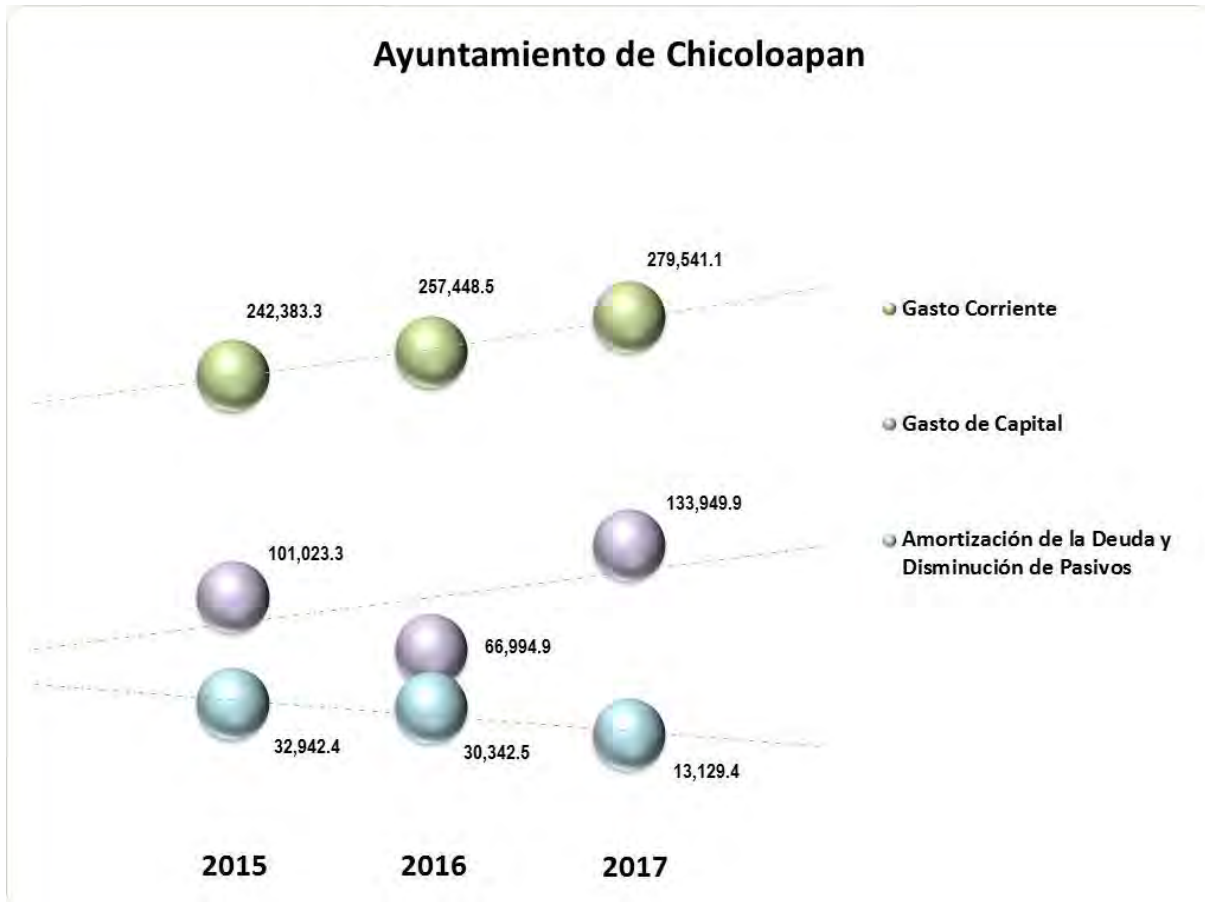 Ayuntamiento de Chicoloapan
279,541.1
257,448.5
242,383.3
Gasto Corriente
Gasto de Capital
133,949.9
101,023.3
Amortización de la Deuda y
Disminución de Pasivos
66,994.9
32,942.4
30,342.5
13,129.4
2015
2016
2017